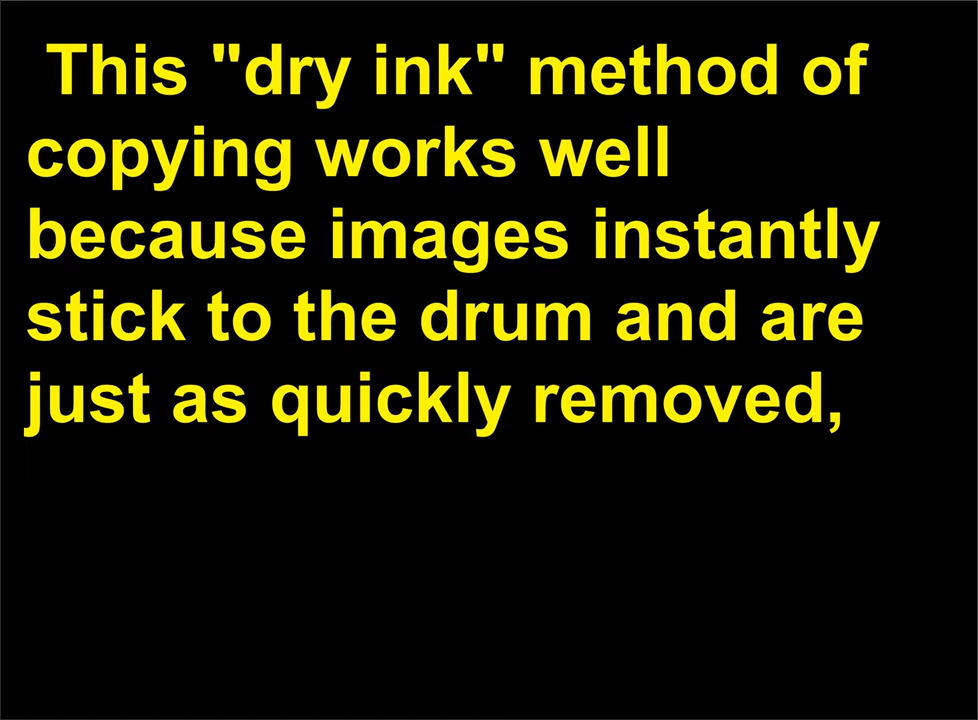 This "dry ink" method of
copying works well
because images instantly
stick to the drum and are
just as quickly removed,